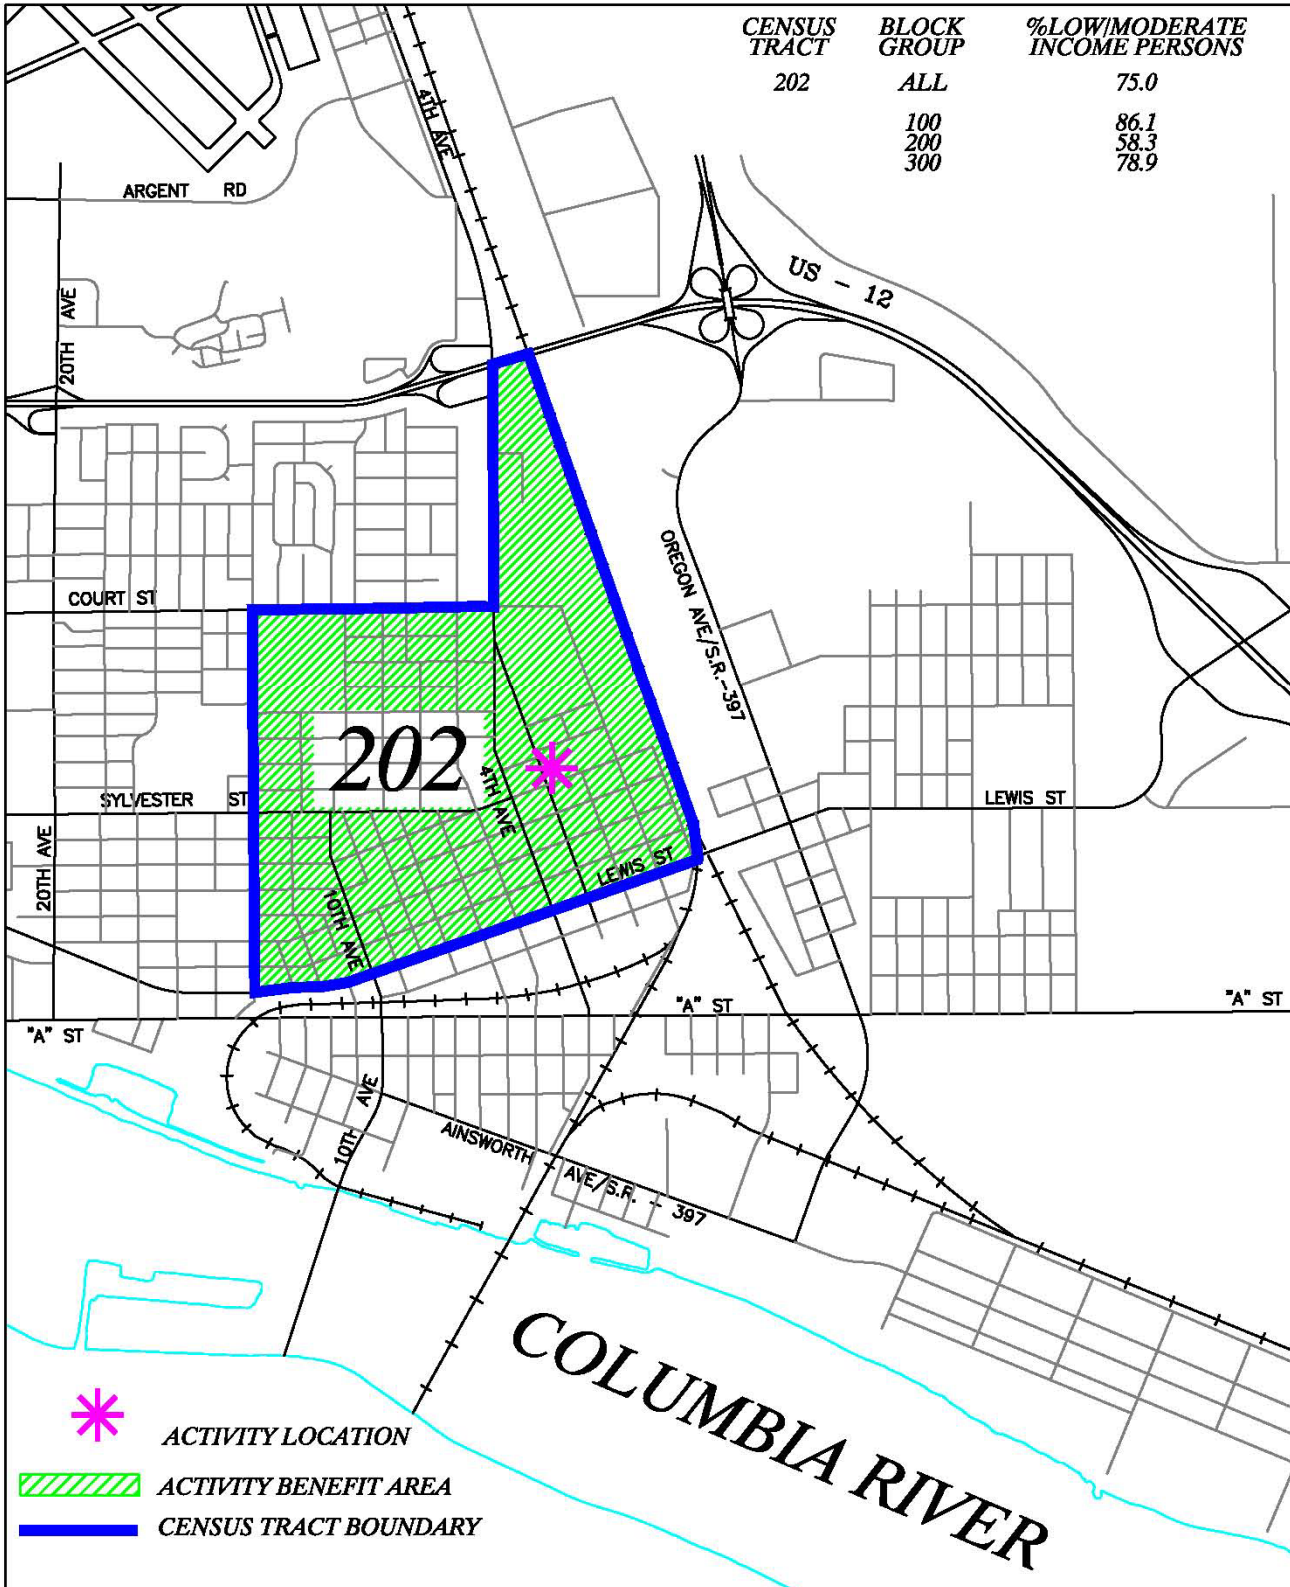 CENSUS TRACT
BLOCK GROUP
%LOW/MODERATE INCOME PERSONS
202 ALL 75.0
100 86.1
200 58.3
300 78.9
4TH AVE
ARGENT RD
US - 12
20TH AVE
COURT ST
OREGON AVE/S.R.-397
202
4TH AVE
SYLVESTER ST
LEWIS ST
20TH AVE
LEWIS ST
10TH AVE
"A" ST
"A" ST
"A" ST
10TH AVE
AINSWORTH AVE/S.R. - 397
COLUMBIA RIVER
ACTIVITY LOCATION
ACTIVITY BENEFIT AREA
CENSUS TRACT BOUNDARY